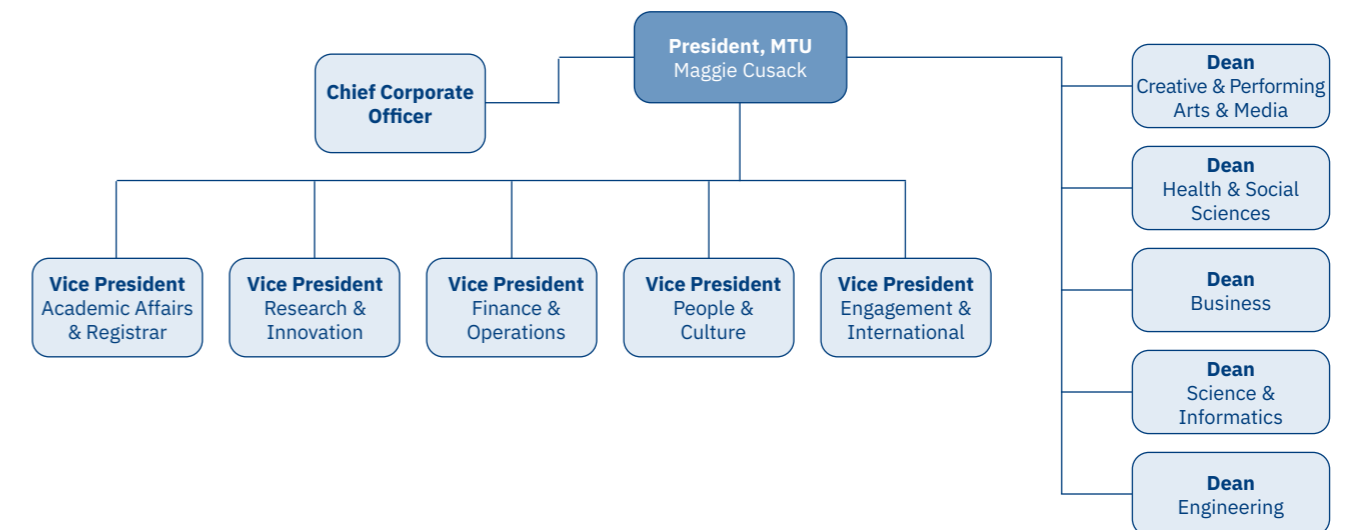 President, MTU
Maggie Cusack
Chief Corporate
Officer
Vice President
Academic Affairs
& Registrar
Vice President
Research &
Innovation
Vice President
Finance &
Operations
Vice President
People &
Culture
Vice President
Engagement &
International
Dean
Creative & Performing
Arts & Media
Dean
Health & Social
Sciences
Dean
Business
Dean
Science &
Informatics
Dean
Engineering